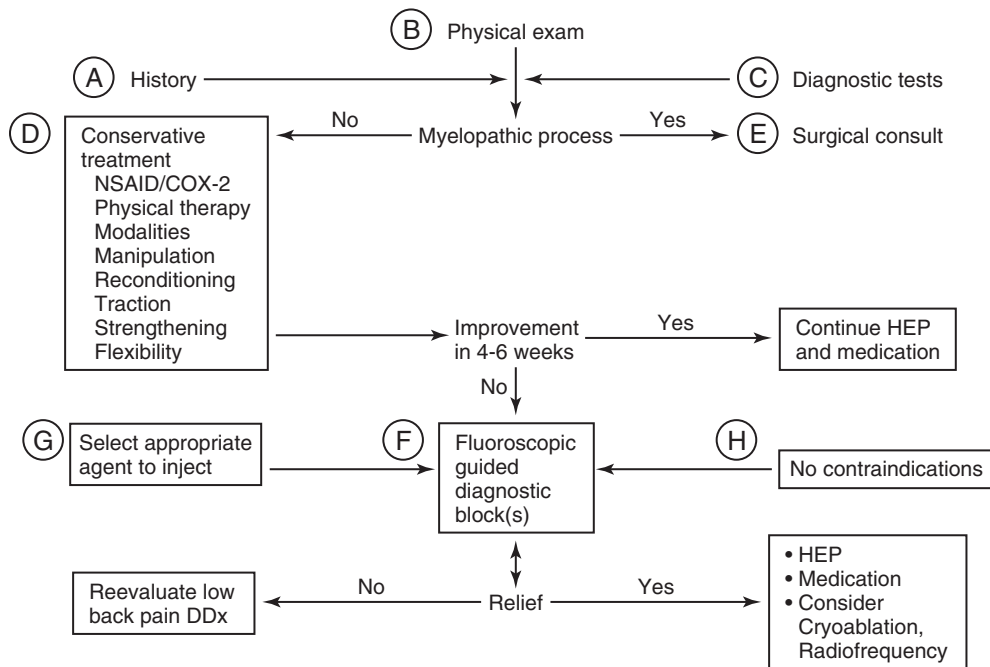 B Physical exam
A History
C Diagnostic tests
D
No
Myelopathic process
Yes
E Surgical consult
Conservative
treatment
NSAID/COX-2
Physical therapy
Modalities
Manipulation
Reconditioning
Traction
Strengthening
Flexibility
Improvement
in 4-6 weeks
Yes
Continue HEP
and medication
No
G
Select appropriate
agent to inject
F
Fluoroscopic
guided
diagnostic
block(s)
H
No contraindications
Reevaluate low
back pain DDx
No
Relief
Yes
• HEP
• Medication
• Consider
Cryoablation,
Radiofrequency